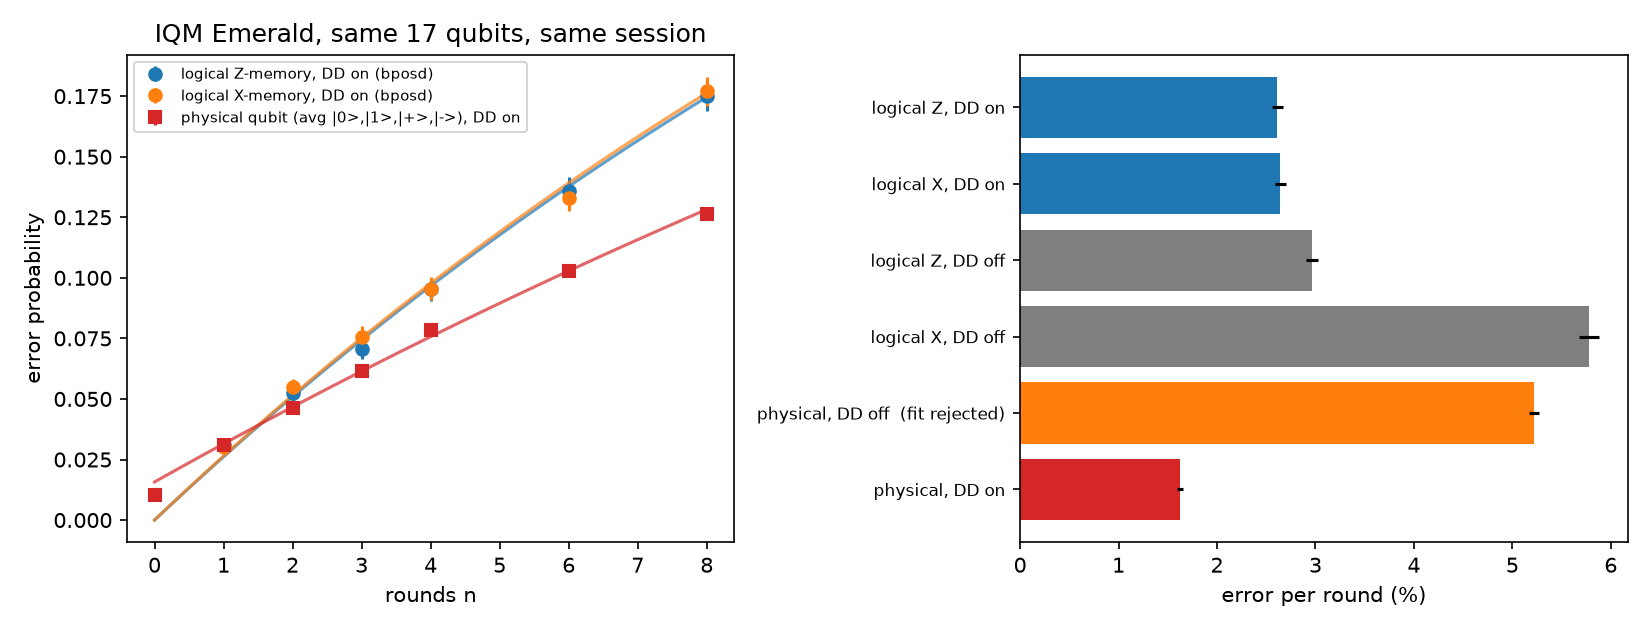 IQM Emerald, same 17 qubits, same session
logical Z-memory, DD on (bposd)
logical X-memory, DD on (bposd)
physical qubit (avg |0>,|1>,|+>,|->), DD on
0.175
0.150
0.125
0.100
0.075
0.050
0.025
0.000
error probability
0 1 2 3 4 5 6 7 8
rounds n
logical Z, DD on
logical X, DD on
logical Z, DD off
logical X, DD off
physical, DD off (fit rejected)
physical, DD on
0 1 2 3 4 5 6
error per round (%)